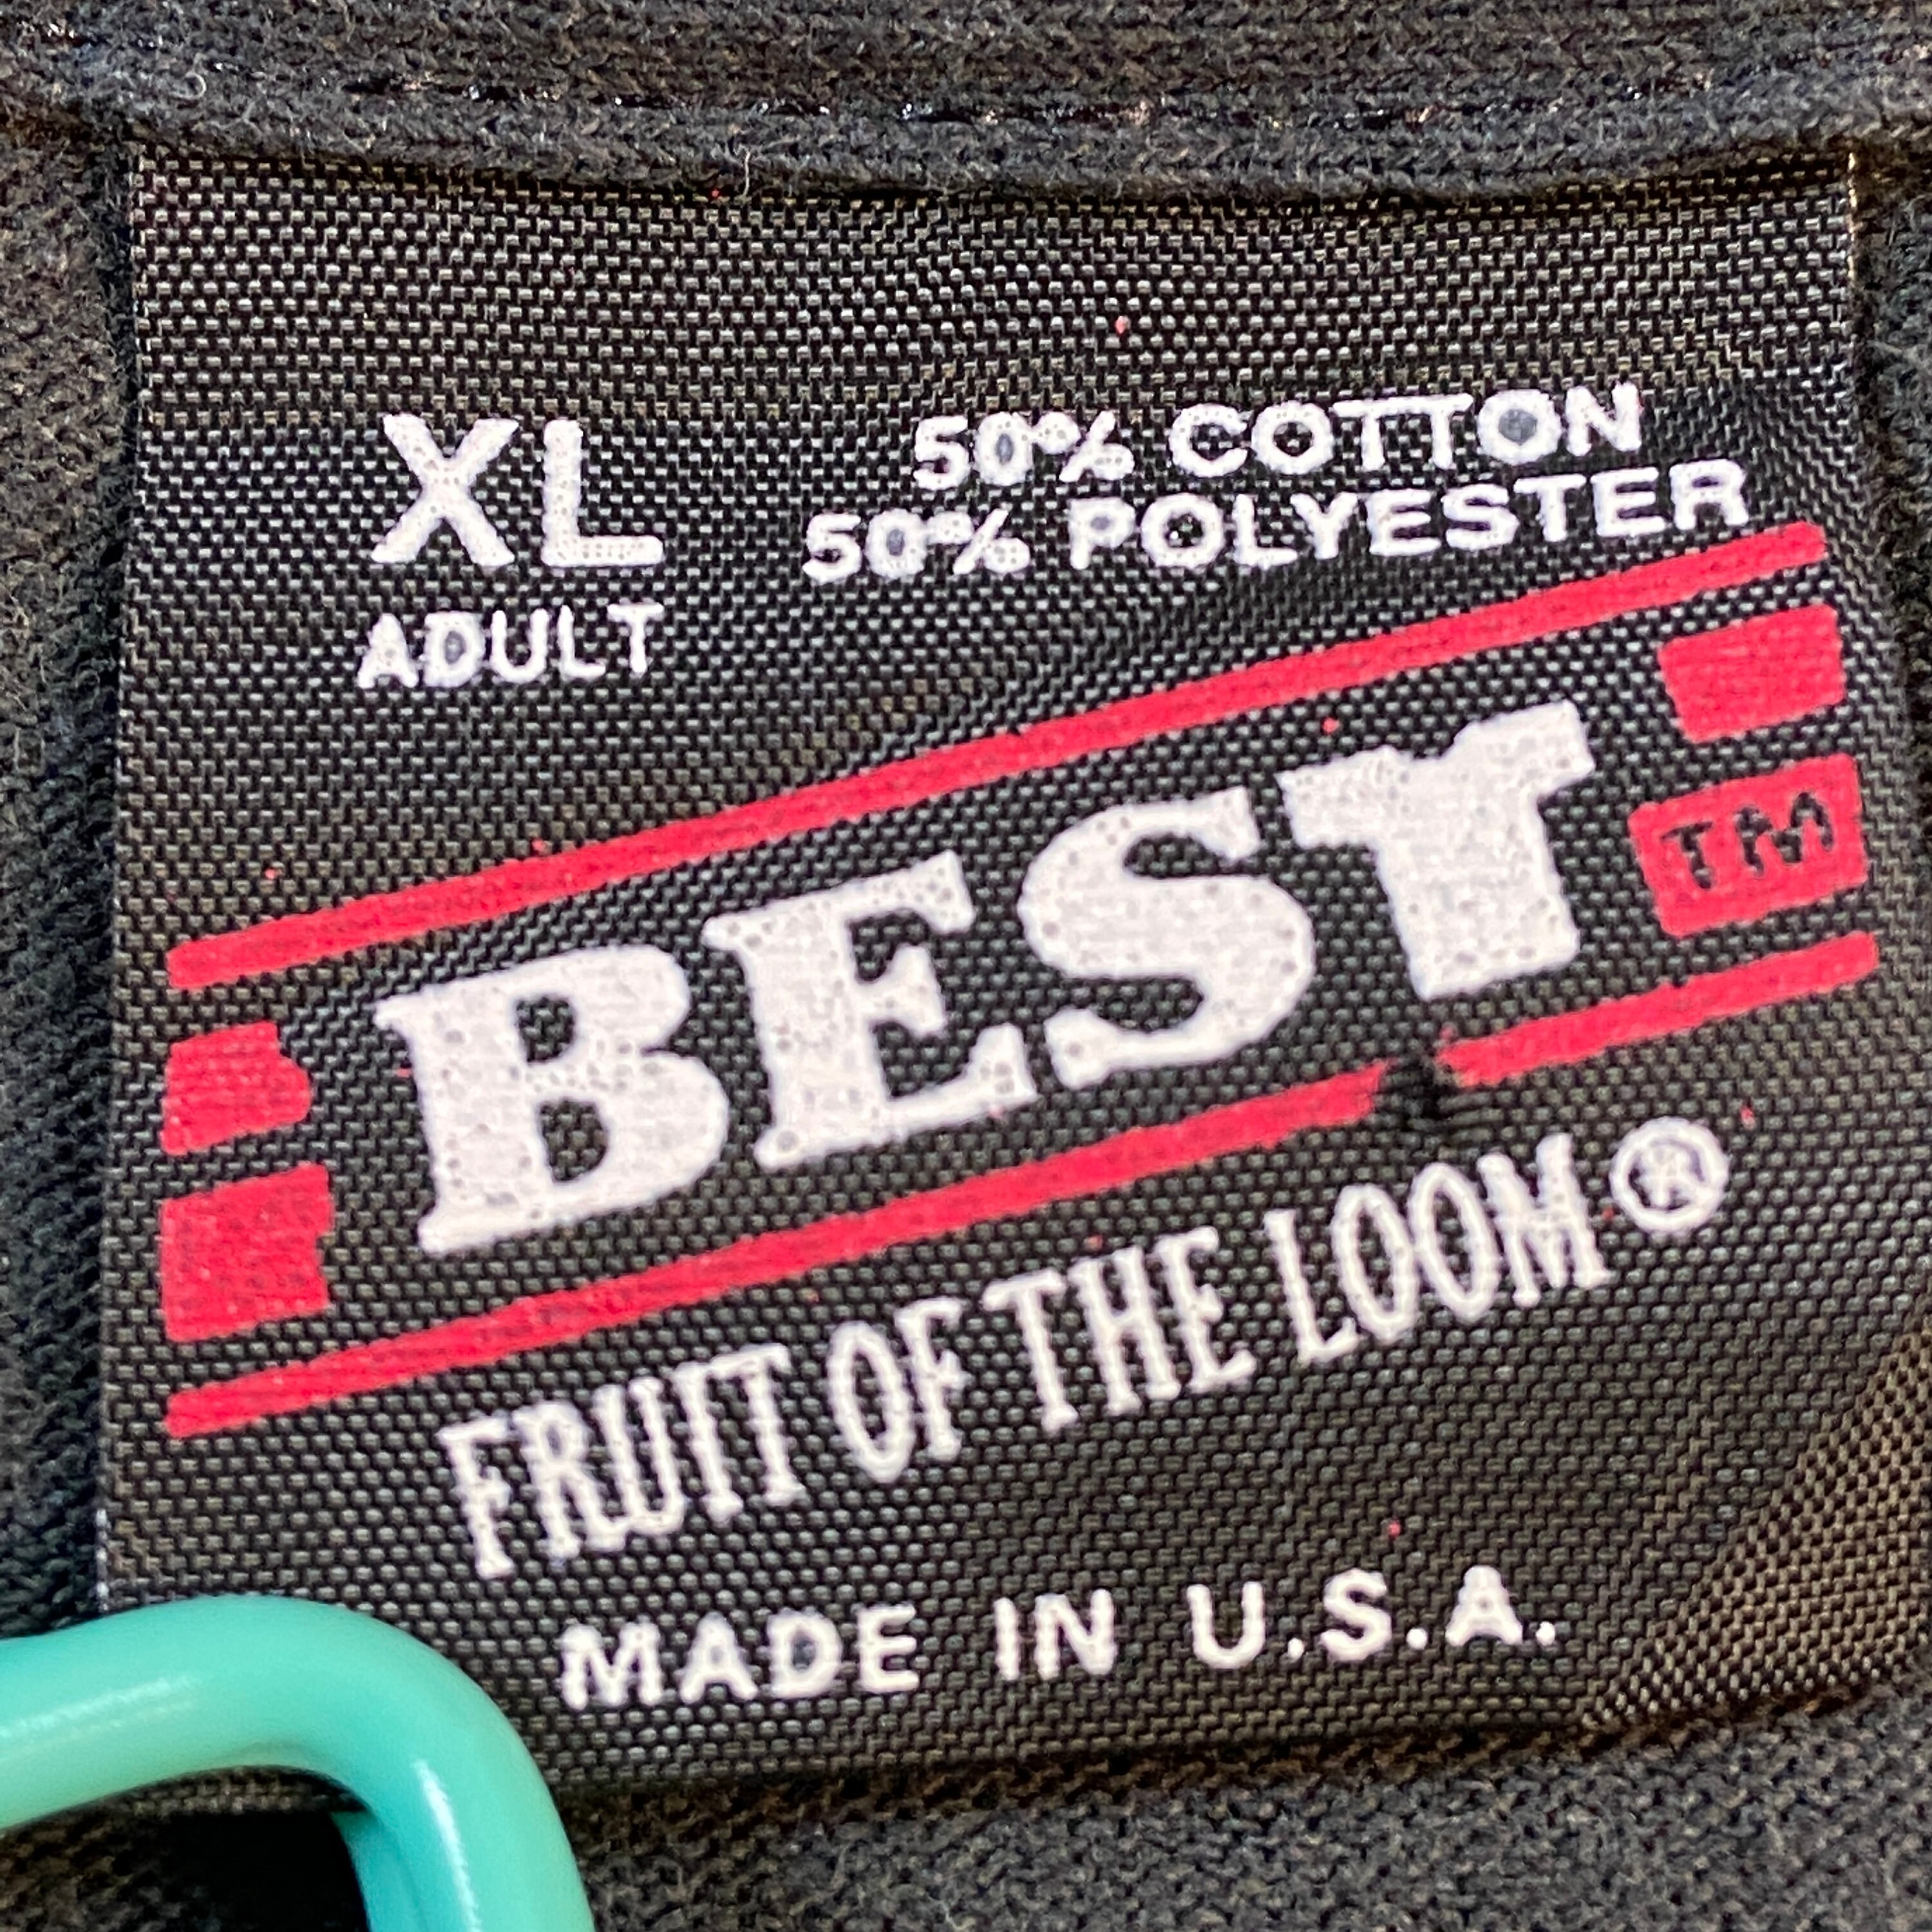 XL
ADULT
50% COTTON
50% POLYESTER
BEST
TM
FRUIT OF THE LOOM®
MADE IN U.S.A.